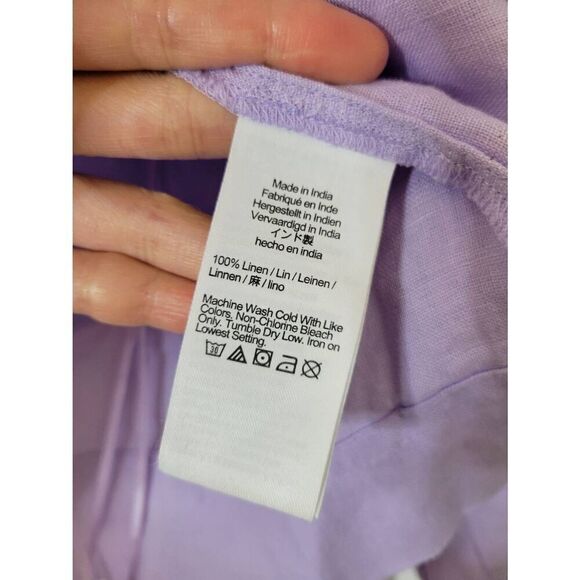 Made in India
Fabriqué en Inde
Hergestellt in Indien
Vervaardigd in India
インド製
hecho en india
100% Linen / Lin / Leinen /
Linnen / 麻 / lino
Machine Wash Cold With Like
Colors. Non-Chlorine Bleach
Only. Tumble Dry Low. Iron on
Lowest Setting.
30